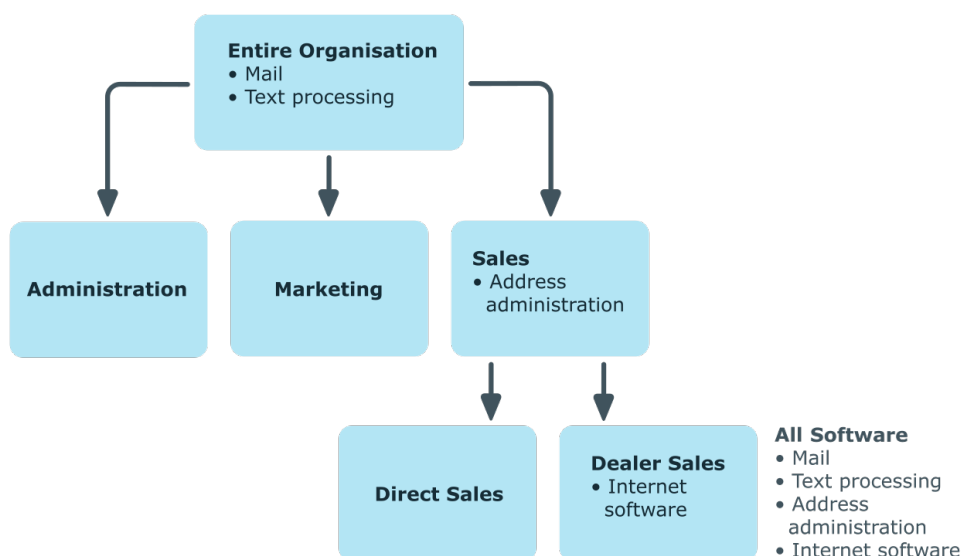 Entire Organisation
• Mail
• Text processing
Administration
Marketing
Sales
• Address
administration
Direct Sales
Dealer Sales
• Internet
software
All Software
• Mail
• Text processing
• Address
administration
• Internet software